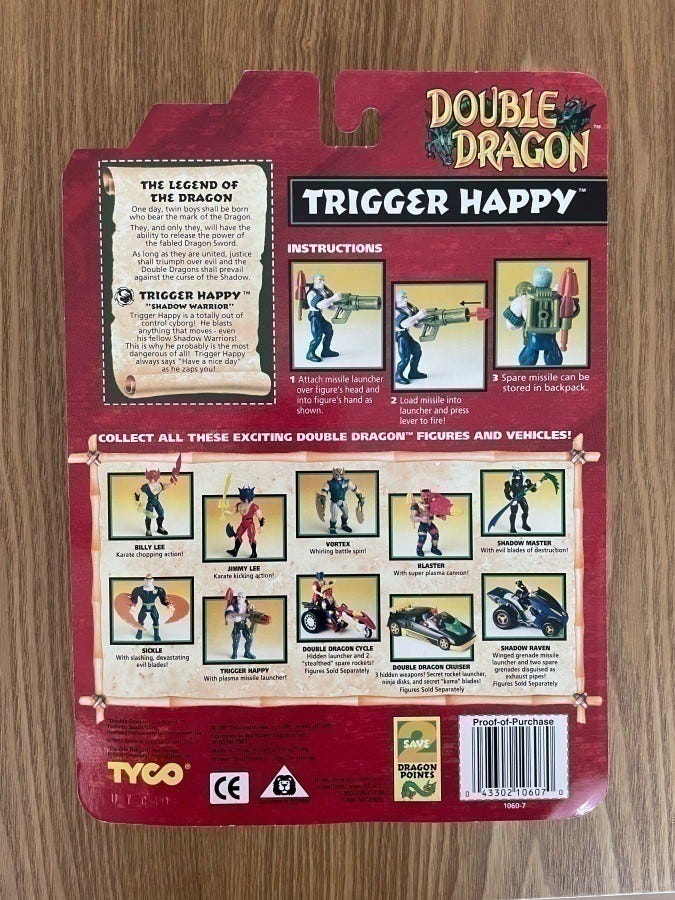 DOUBLE
DRAGON™
TRIGGER HAPPY™
THE LEGEND OF
THE DRAGON
One day, twin boys shall be born
who bear the mark of the Dragon.
They, and only they, will have the
ability to release the power of
the fabled Dragon Sword.
As long as they are united, justice
shall triumph over evil and the
Double Dragons shall prevail
against the curse of the Shadow.
TRIGGER HAPPY™
"SHADOW WARRIOR"
Trigger Happy is a totally out of
control cyborg! He blasts
anything that moves - even
his fellow Shadow Warriors!
This is why he probably is the most
dangerous of all! Trigger Happy
always says "Have a nice day"
as he zaps you!
INSTRUCTIONS
1 Attach missile launcher
over figure's head and
into figure's hand as
shown.
2 Load missile into
launcher and press
lever to fire!
3 Spare missile can be
stored in backpack.
COLLECT ALL THESE EXCITING DOUBLE DRAGON™ FIGURES AND VEHICLES!
BILLY LEE
Karate chopping action!
JIMMY LEE
Karate kicking action!
VORTEX
Whirling battle spin!
BLASTER
With super plasma cannon!
SHADOW MASTER
With evil blades of destruction!
SICKLE
With slashing, devastating
evil blades!
TRIGGER HAPPY
With plasma missile launcher!
DOUBLE DRAGON CYCLE
Hidden launcher and 2
"stealthed" spare rockets!
Figures Sold Separately
DOUBLE DRAGON CRUISER
3 hidden weapons! Secret rocket launcher,
ninja disks, and secret "kama" blades!
Figures Sold Separately
SHADOW RAVEN
Winged grenade missile
launcher and two spare
grenades disguised as
exhaust pipes!
Figures Sold Separately
TYCO®
CE
2
SAVE
DRAGON
POINTS
Proof-of-Purchase
0 43302 10607 0
1060-7